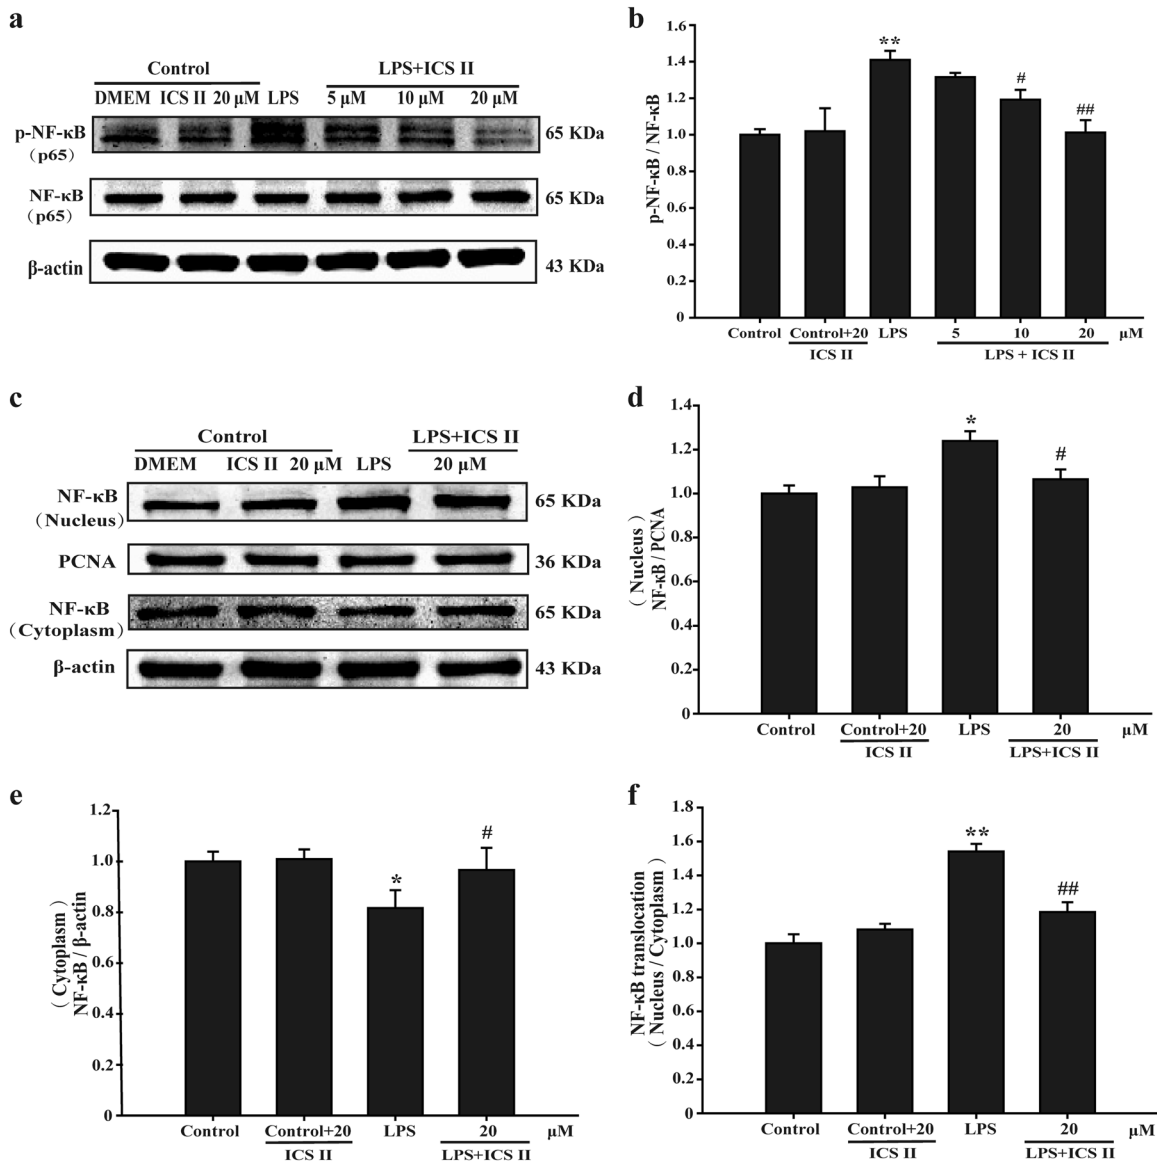 a
Control
LPS+ICS II
DMEM ICS II 20 μM LPS 5 μM 10 μM 20 μM
p-NF-κB
(p65)
65 KDa
NF-κB
(p65)
65 KDa
β-actin
43 KDa
b
p-NF-κB / NF-κB
1.6
1.4
1.2
1.0
0.8
0.6
0.4
0.2
0
**
#
##
Control Control+20 LPS 5 10 20 μM
ICS II LPS + ICS II
c
Control
LPS+ICS II
DMEM ICS II 20 μM LPS 20 μM
NF-κB
(Nucleus)
65 KDa
PCNA
36 KDa
NF-κB
(Cytoplasm)
65 KDa
β-actin
43 KDa
d
(Nucleus)
NF-κB / PCNA
1.4
1.2
1.0
0.8
0.6
0.4
0.2
0
*
#
Control Control+20 LPS 20 μM
ICS II LPS+ICS II
e
(Cytoplasm)
NF-κB / β-actin
1.2
1.0
0.8
0.6
0.4
0.2
0
*
#
Control Control+20 LPS 20 μM
ICS II LPS+ICS II
f
NF-κB translocation
(Nucleus / Cytoplasm)
1.8
1.6
1.4
1.2
1.0
0.8
0.6
0.4
0.2
0
**
##
Control Control+20 LPS 20 μM
ICS II LPS+ICS II